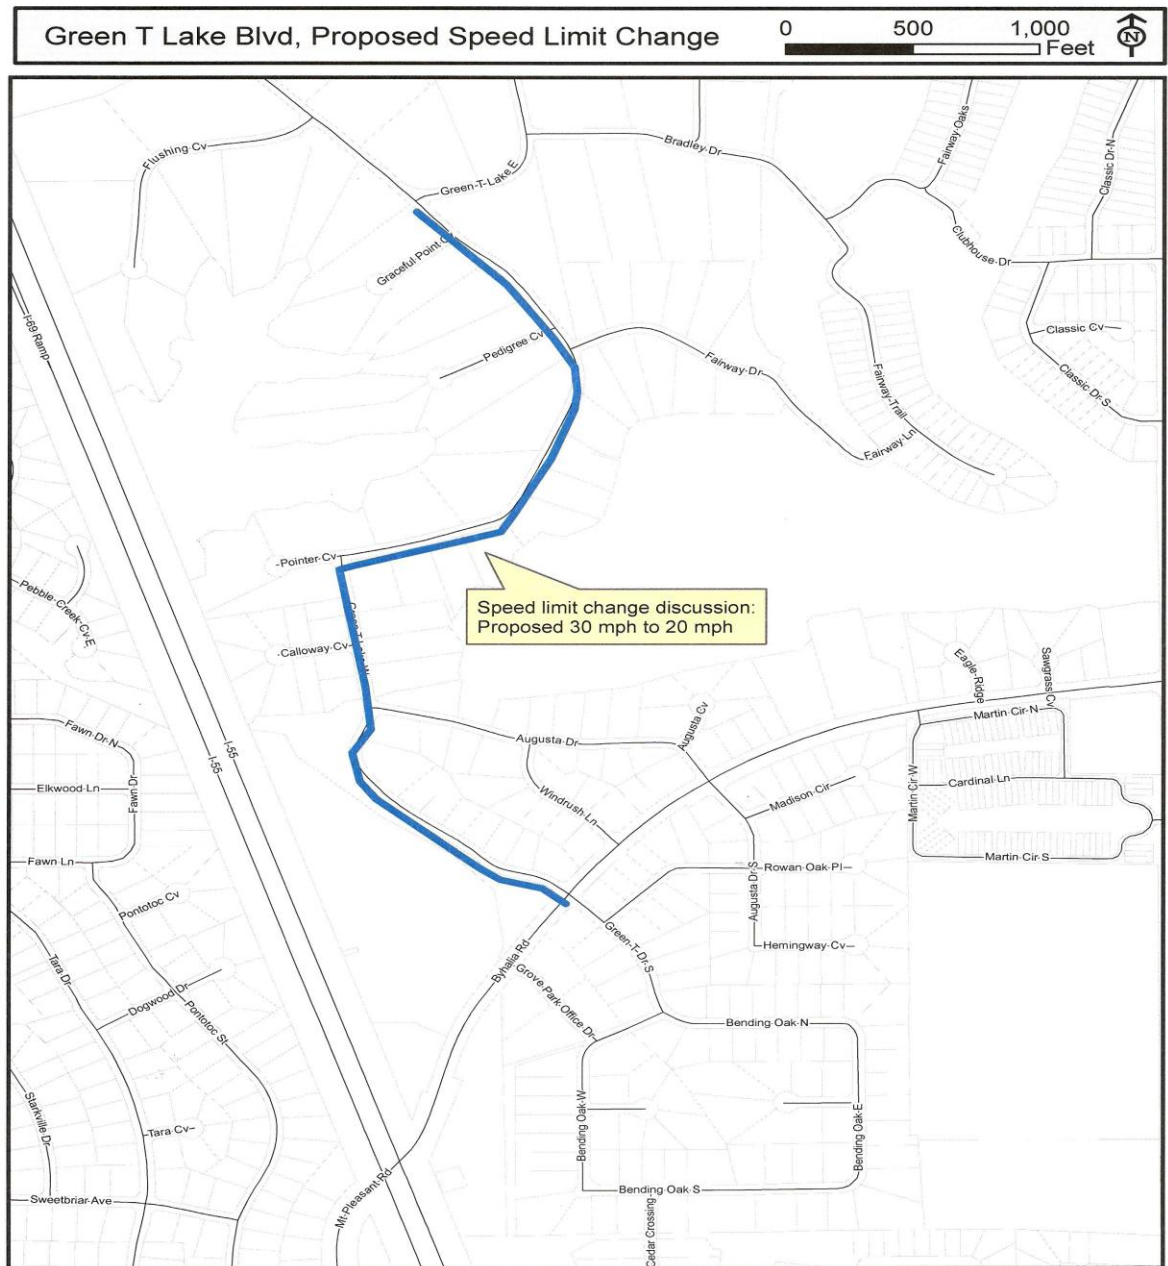 Green T Lake Blvd, Proposed Speed Limit Change
0 500 1,000
Feet
N
Flushing Cv
Green-T-Lake E
Bradley Dr
Fairway-Oaks
Classic Dr-N
Clubhouse-Dr
Graceful Point
Pedigree Cv
Fairway-Dr
Fairway-Trail
Fairway-Ln
Classic Cv
Classic Dr-S
I-69 Ramp
Pointer-Cv
Pebble-Creek-Cv-E
Speed limit change discussion:
Proposed 30 mph to 20 mph
Green T Lake W
Calloway-Cv
Eagle-Ridge
Sawgrass Cv
Martin Cir-N
Augusta Cv
Augusta-Dr
Fawn Dr-N
I-55
I-55
Elkwood Ln
Fawn-Dr
Windrush-Ln
Madison Cir
Martin Cir-W
Cardinal-Ln
Martin Cir-S
Fawn Ln
Rowan-Oak-Pl
Augusta Dr-S
Pontotoc Cv
Hemingway-Cv
Green-T-Dr-S
Byhalia Rd
Grove Park Office Dr
Tara Dr
Dogwood Dr
Pontotoc St
Bending-Oak-N
Bending Oak-W
Bending Oak-E
Starkville Dr
Tara-Cv
Mt-Pleasant-Rd
Sweetbriar-Ave
Bending Oak S
Cedar Crossing